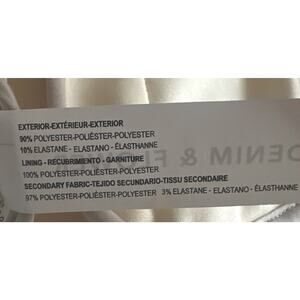 EXTERIOR-EXTÉRIEUR-EXTERIOR
90% POLYESTER-POLIÉSTER-POLYESTER
10% ELASTANE - ELASTANO - ÉLASTHANNE
LINING - RECUBRIMIENTO - GARNITURE
100% POLYESTER-POLIÉSTER-POLYESTER
SECONDARY FABRIC-TEJIDO SECUNDARIO-TISSU SECONDAIRE
97% POLYESTER-POLIÉSTER-POLYESTER 3% ELASTANE - ELASTANO - ÉLASTHANNE
DENIM &